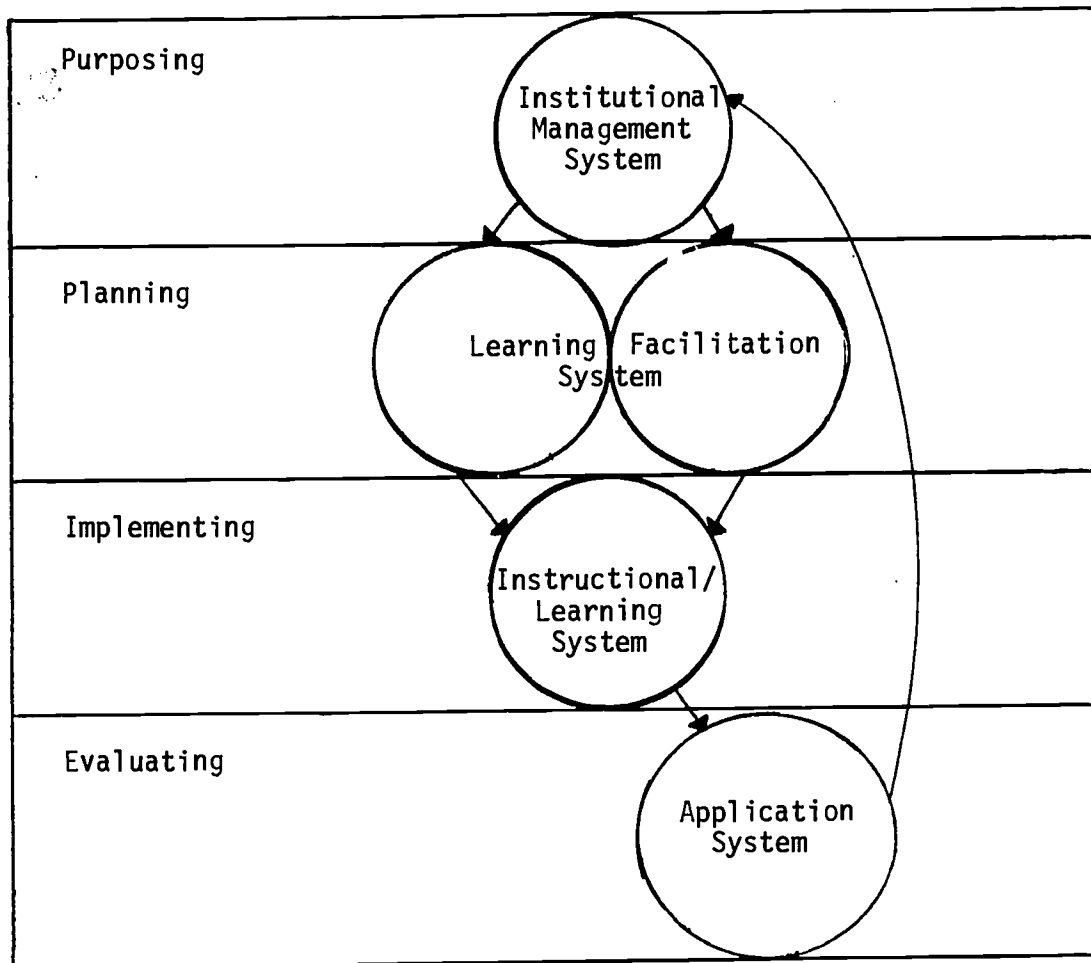 Purposing
Institutional
Management
System
Planning
Learning Facilitation
System
Implementing
Instructional/
Learning
System
Evaluating
Application
System